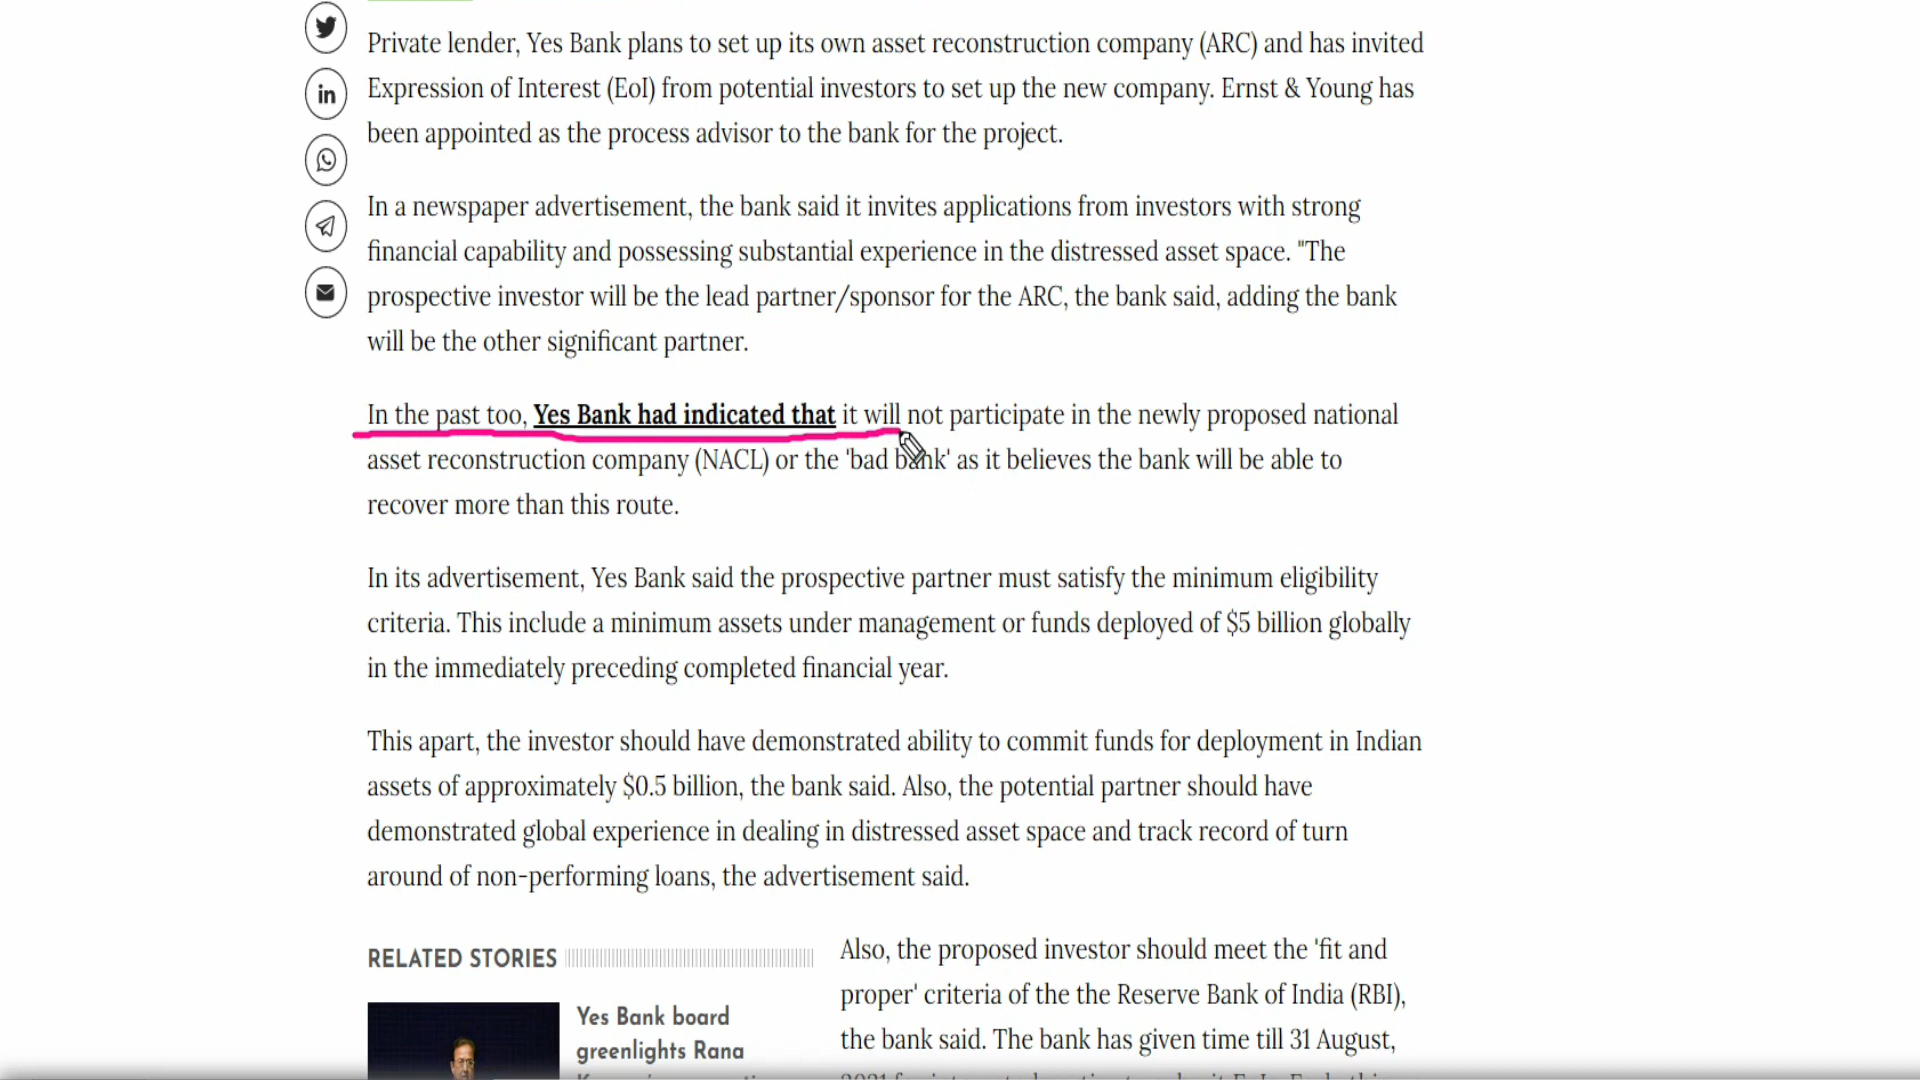 Private lender, Yes Bank plans to set up its own asset reconstruction company (ARC) and has invited
Expression of Interest (EoI) from potential investors to set up the new company. Ernst & Young has
been appointed as the process advisor to the bank for the project.
In a newspaper advertisement, the bank said it invites applications from investors with strong
financial capability and possessing substantial experience in the distressed asset space. "The
prospective investor will be the lead partner/sponsor for the ARC, the bank said, adding the bank
will be the other significant partner.
In the past too, Yes Bank had indicated that it will not participate in the newly proposed national
asset reconstruction company (NACL) or the 'bad bank' as it believes the bank will be able to
recover more than this route.
In its advertisement, Yes Bank said the prospective partner must satisfy the minimum eligibility
criteria. This include a minimum assets under management or funds deployed of $5 billion globally
in the immediately preceding completed financial year.
This apart, the investor should have demonstrated ability to commit funds for deployment in Indian
assets of approximately $0.5 billion, the bank said. Also, the potential partner should have
demonstrated global experience in dealing in distressed asset space and track record of turn
around of non-performing loans, the advertisement said.
RELATED STORIES
Yes Bank board
greenlights Rana
Also, the proposed investor should meet the 'fit and
proper' criteria of the the Reserve Bank of India (RBI),
the bank said. The bank has given time till 31 August,